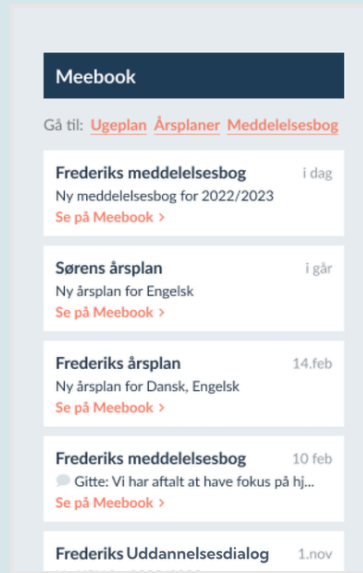 Meebook
Gå til: Ugeplan Årsplaner Meddelelsesbog
Frederiks meddelelsesbog i dag
Ny meddelelsesbog for 2022/2023
Se på Meebook >
Sørens årsplan i går
Ny årsplan for Engelsk
Se på Meebook >
Frederiks årsplan 14.feb
Ny årsplan for Dansk, Engelsk
Se på Meebook >
Frederiks meddelelsesbog 10 feb
Gitte: Vi har aftalt at have fokus på hj...
Se på Meebook >
Frederiks Uddannelsesdialog 1.nov